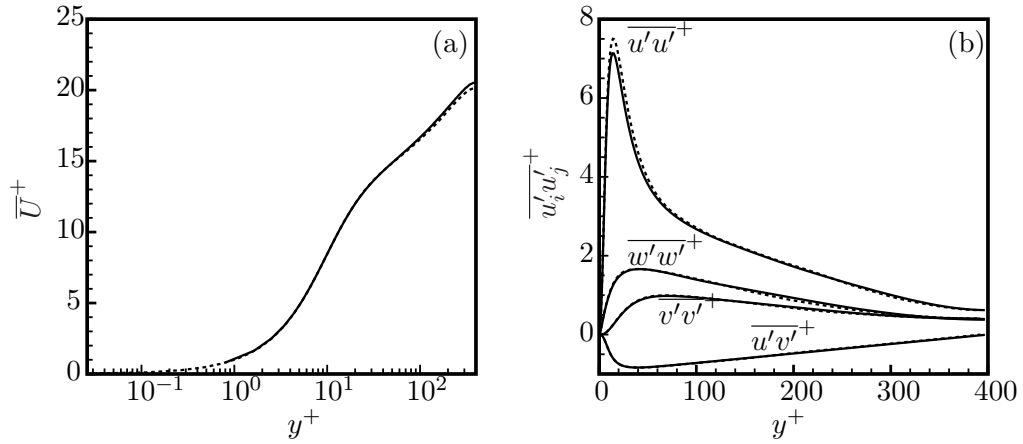 25
20
15
10
5
0
U̅⁺
(a)
10⁻¹
10⁰
10¹
10²
y⁺
8
6
4
2
0
u′ᵢu′ⱼ⁺
(b)
u′u′⁺
w′w′⁺
v′v′⁺
u′v′⁺
0
100
200
300
400
y⁺